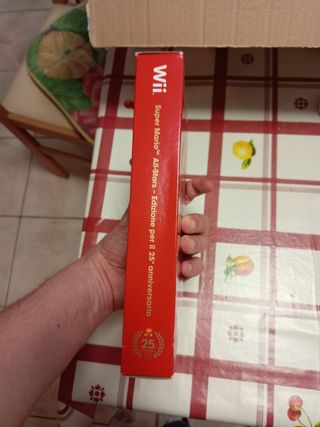 Wii
Super Mario™ All-Stars – Edizione per il 25° anniversario
25